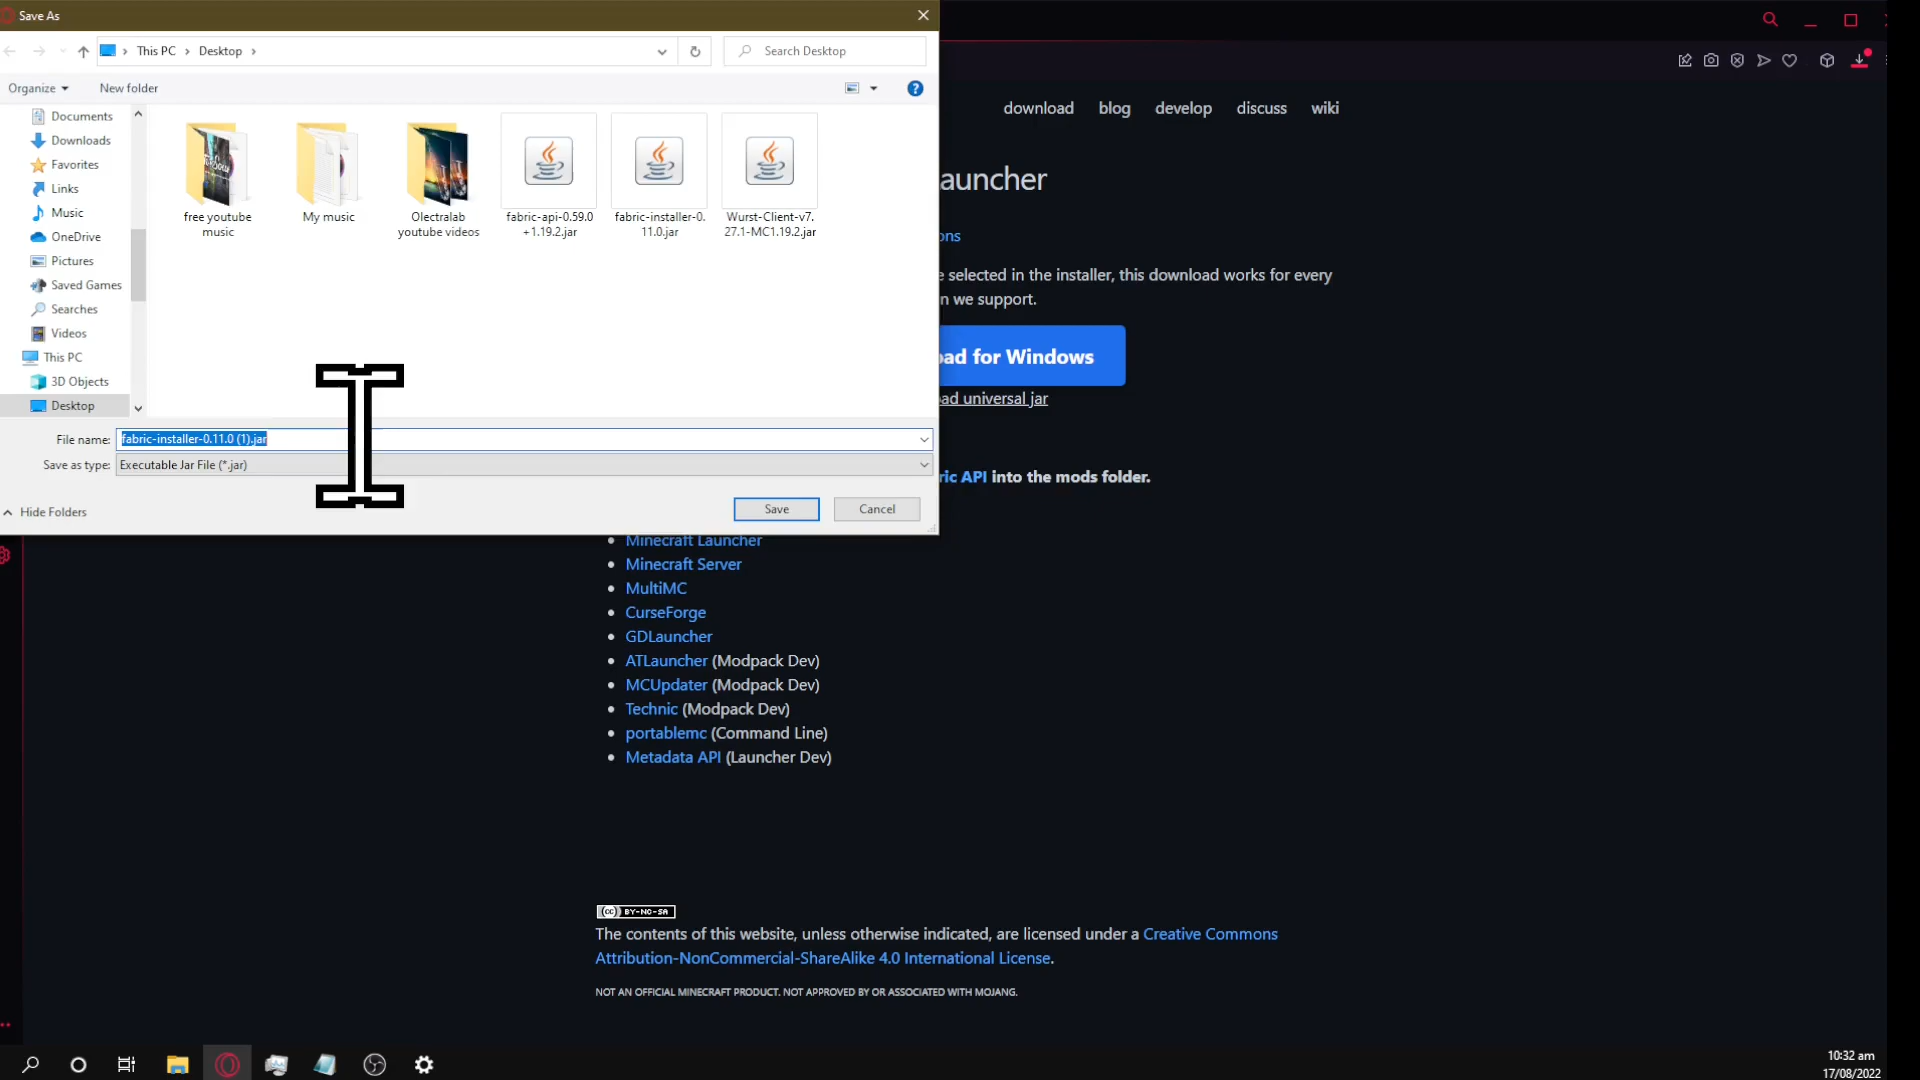 Save As
This PC
Desktop
Search Desktop
Organize
New folder
Documents
Downloads
Favorites
Links
Music
OneDrive
Pictures
Saved Games
Searches
Videos
This PC
3D Objects
Desktop
free youtube
music
My music
Olectralab
youtube videos
fabric-api-0.59.0
+1.19.2.jar
fabric-installer-0.
11.0.jar
Wurst-Client-v7.
27.1-MC1.19.2.jar
File name: fabric-installer-0.11.0 (1).jar
Save as type: Executable Jar File (*.jar)
Hide Folders
Save
Cancel
download blog develop discuss wiki
auncher
ons
e selected in the installer, this download works for every
n we support.
oad for Windows
ad universal jar
ric API into the mods folder.
Minecraft Launcher
Minecraft Server
MultiMC
CurseForge
GDLauncher
ATLauncher (Modpack Dev)
MCUpdater (Modpack Dev)
Technic (Modpack Dev)
portablemc (Command Line)
Metadata API (Launcher Dev)
(cc) BY-NC-SA
The contents of this website, unless otherwise indicated, are licensed under a Creative Commons
Attribution-NonCommercial-ShareAlike 4.0 International License.
NOT AN OFFICIAL MINECRAFT PRODUCT. NOT APPROVED BY OR ASSOCIATED WITH MOJANG.
10:32 am
17/08/2022